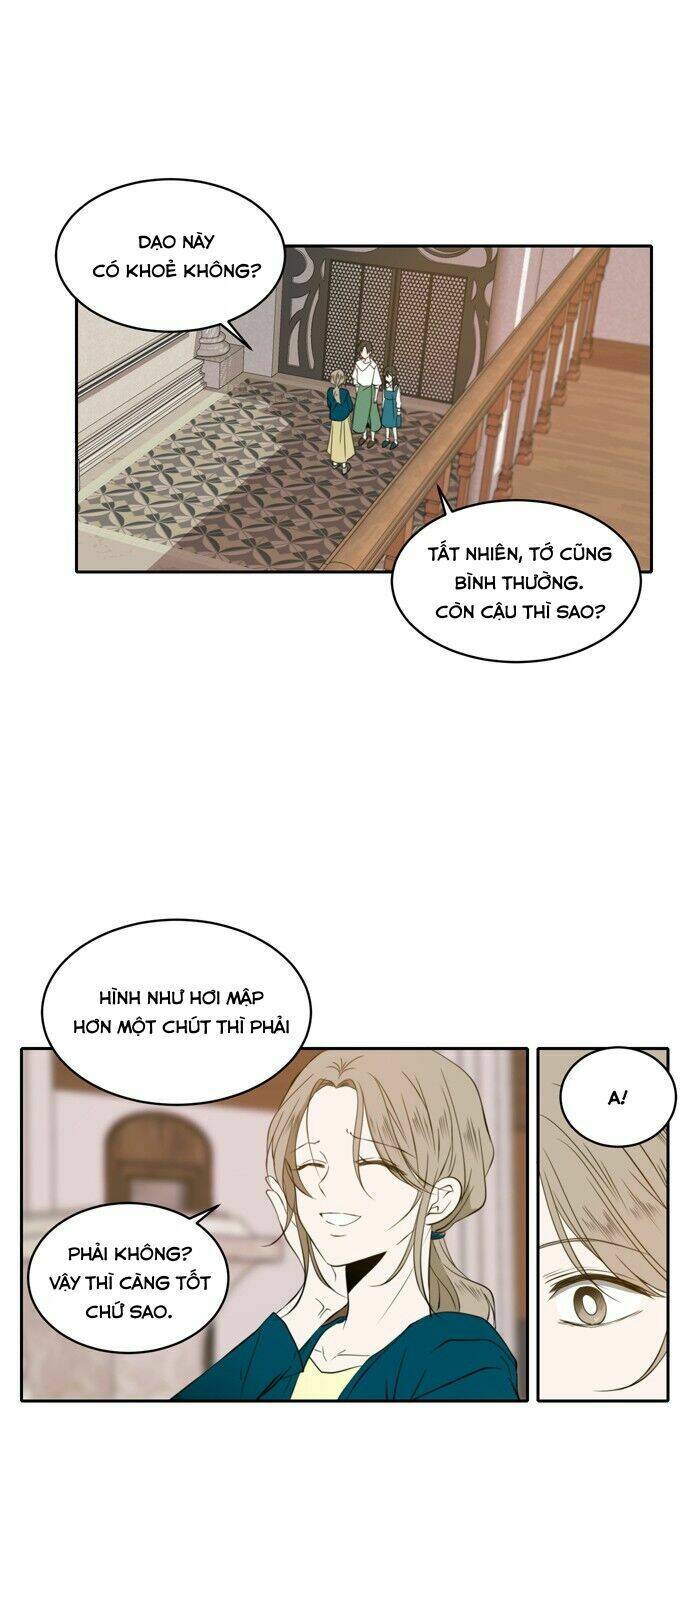 DẠO NÀY
CÓ KHOẺ KHÔNG?
TẤT NHIÊN, TỚ CŨNG
BÌNH THƯỜNG.
CÒN CẬU THÌ SAO?
HÌNH NHƯ HƠI MẬP
HƠN MỘT CHÚT THÌ PHẢI
PHẢI KHÔNG?
VẬY THÌ CÀNG TỐT
CHỨ SAO.
A!